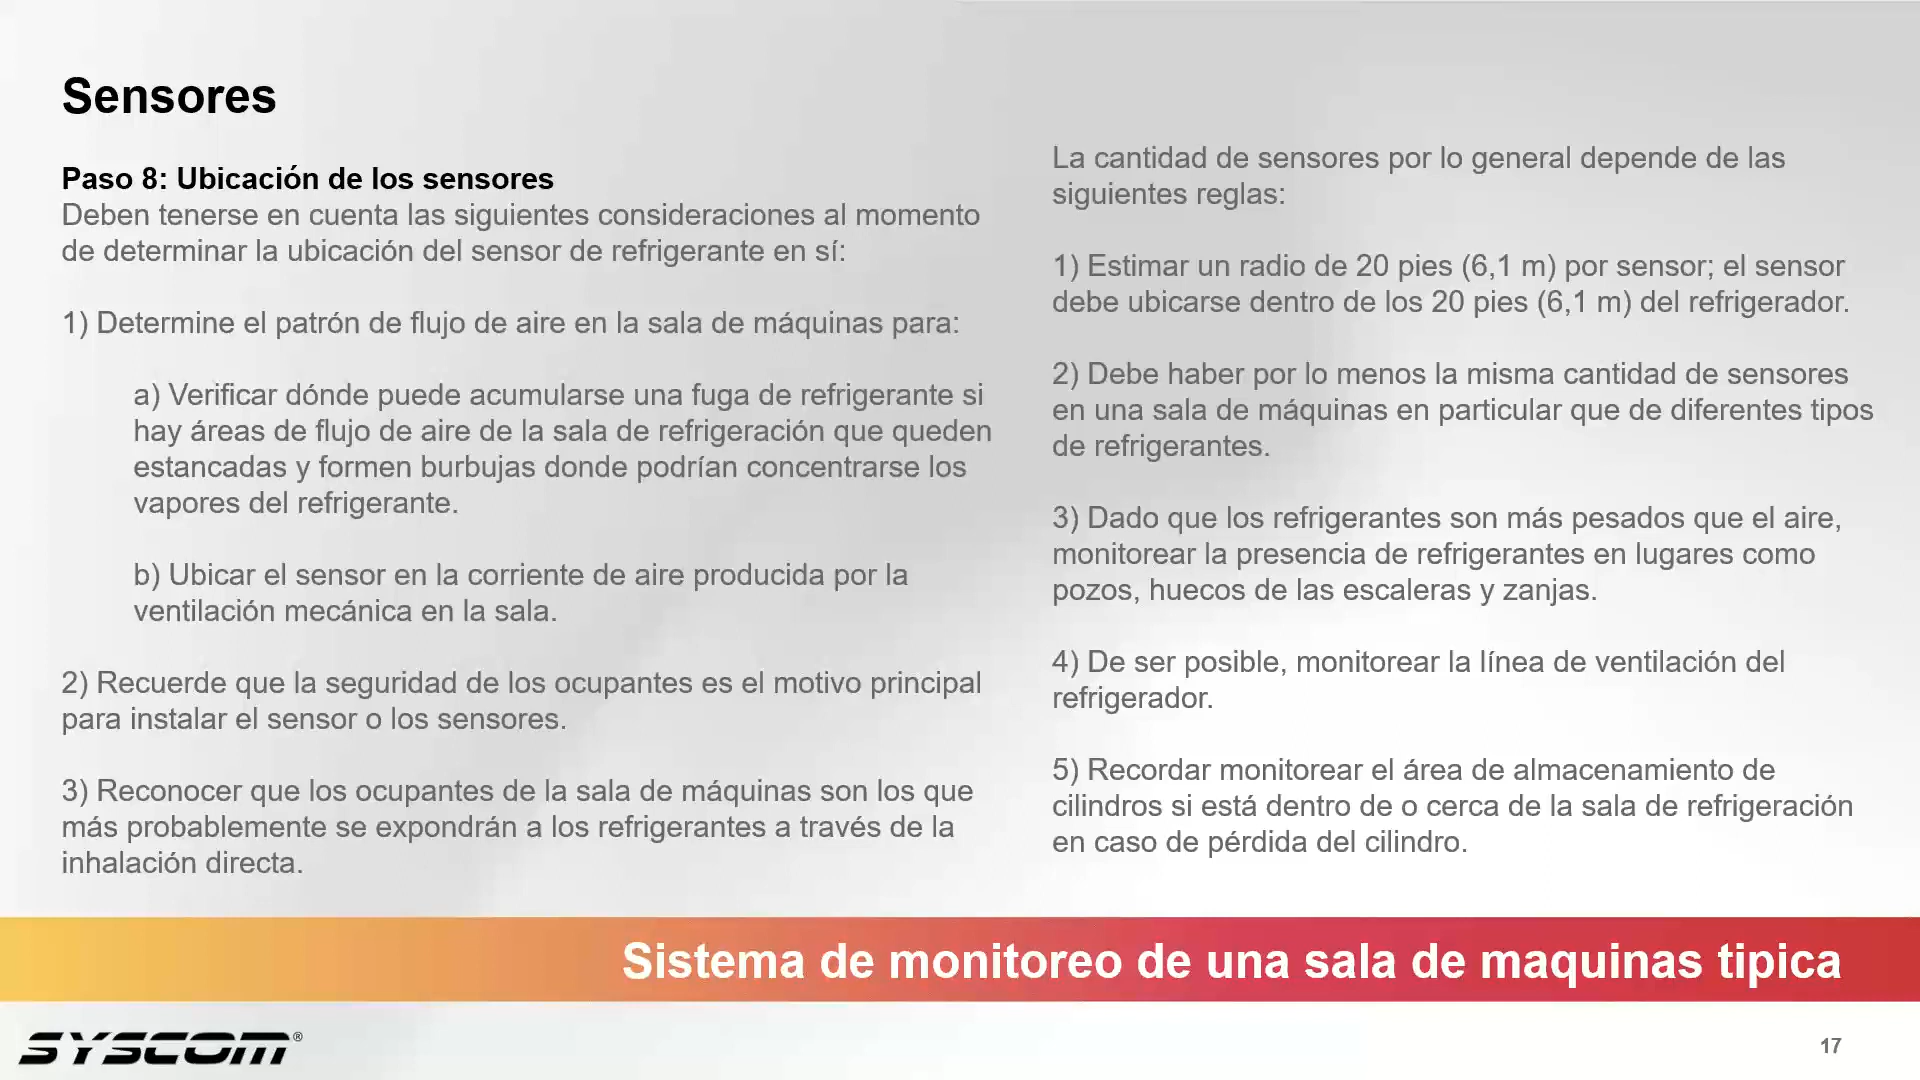 Sensores
Paso 8: Ubicación de los sensores
Deben tenerse en cuenta las siguientes consideraciones al momento
de determinar la ubicación del sensor de refrigerante en sí:
1) Determine el patrón de flujo de aire en la sala de máquinas para:
a) Verificar dónde puede acumularse una fuga de refrigerante si
hay áreas de flujo de aire de la sala de refrigeración que queden
estancadas y formen burbujas donde podrían concentrarse los
vapores del refrigerante.
b) Ubicar el sensor en la corriente de aire producida por la
ventilación mecánica en la sala.
2) Recuerde que la seguridad de los ocupantes es el motivo principal
para instalar el sensor o los sensores.
3) Reconocer que los ocupantes de la sala de máquinas son los que
más probablemente se expondrán a los refrigerantes a través de la
inhalación directa.
La cantidad de sensores por lo general depende de las
siguientes reglas:
1) Estimar un radio de 20 pies (6,1 m) por sensor; el sensor
debe ubicarse dentro de los 20 pies (6,1 m) del refrigerador.
2) Debe haber por lo menos la misma cantidad de sensores
en una sala de máquinas en particular que de diferentes tipos
de refrigerantes.
3) Dado que los refrigerantes son más pesados que el aire,
monitorear la presencia de refrigerantes en lugares como
pozos, huecos de las escaleras y zanjas.
4) De ser posible, monitorear la línea de ventilación del
refrigerador.
5) Recordar monitorear el área de almacenamiento de
cilindros si está dentro de o cerca de la sala de refrigeración
en caso de pérdida del cilindro.
Sistema de monitoreo de una sala de maquinas tipica
SYSCOM®
17